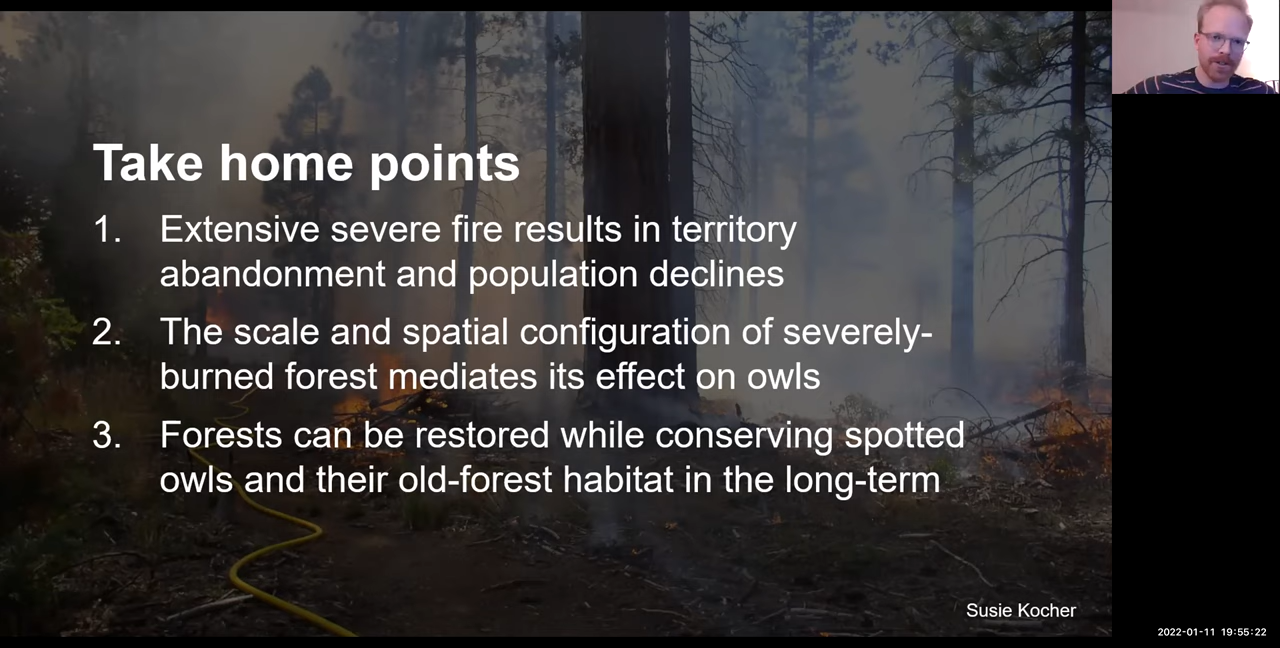 Take home points
1. Extensive severe fire results in territory
abandonment and population declines
2. The scale and spatial configuration of severely-
burned forest mediates its effect on owls
3. Forests can be restored while conserving spotted
owls and their old-forest habitat in the long-term
Susie Kocher
2022-01-11 19:55:22